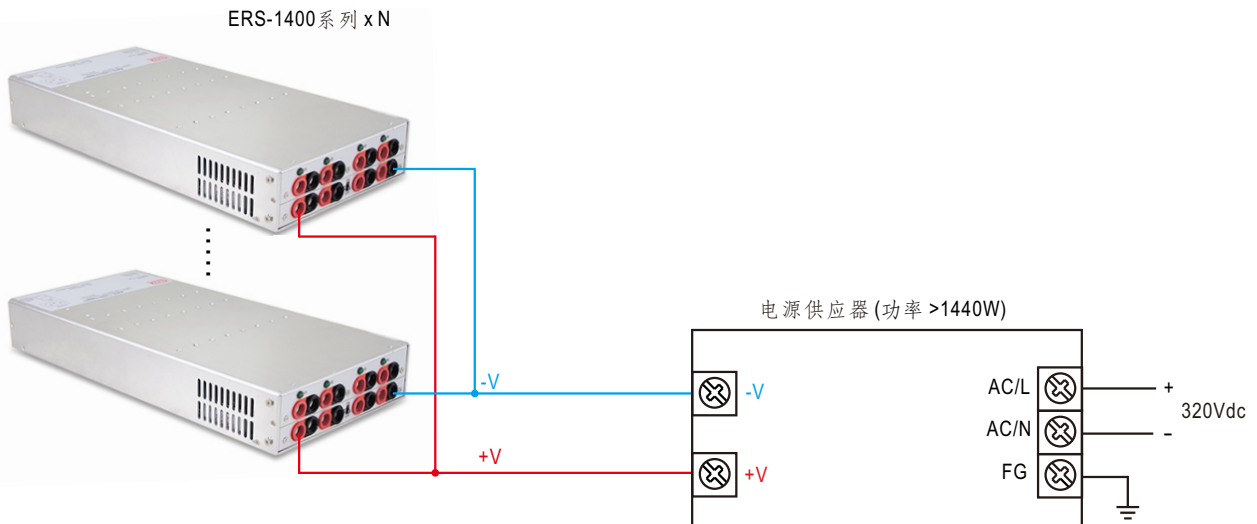 ERS-1400系列 x N
电源供应器(功率 >1440W)
-V
-V
AC/L
+
320Vdc
AC/N
-
+V
+V
FG